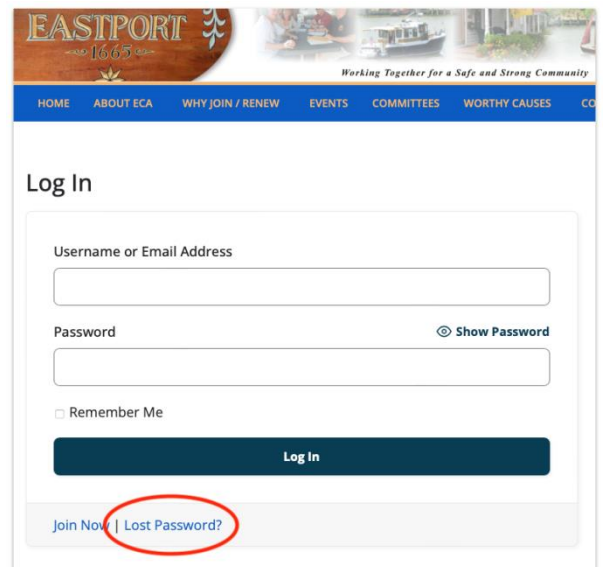 EASTPORT
1665
Working Together for a Safe and Strong Community
HOME ABOUT ECA WHY JOIN / RENEW EVENTS COMMITTEES WORTHY CAUSES CO
Log In
Username or Email Address
Password Show Password
Remember Me
Log In
Join Now | Lost Password?